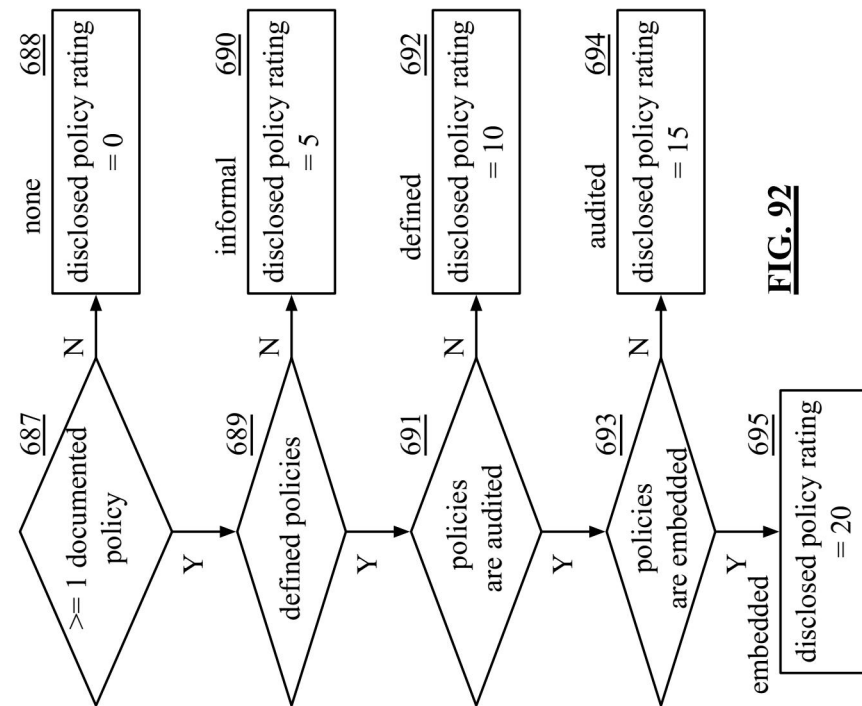 687
>= 1 documented
policy
N
none
688
disclosed policy rating
= 0
Y
689
defined policies
N
informal
690
disclosed policy rating
= 5
Y
691
policies
are audited
N
defined
692
disclosed policy rating
= 10
Y
693
policies
are embedded
N
audited
694
disclosed policy rating
= 15
Y
embedded
695
disclosed policy rating
= 20
FIG. 92